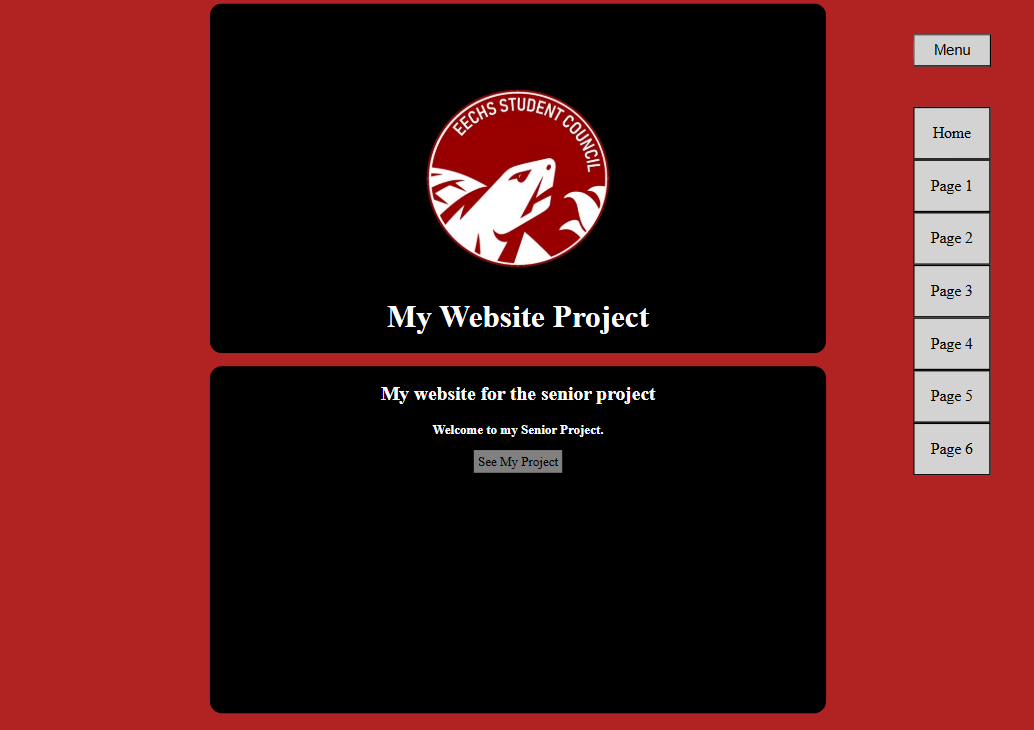 EECHS STUDENT COUNCIL
My Website Project
My website for the senior project
Welcome to my Senior Project.
See My Project
Menu
Home
Page 1
Page 2
Page 3
Page 4
Page 5
Page 6